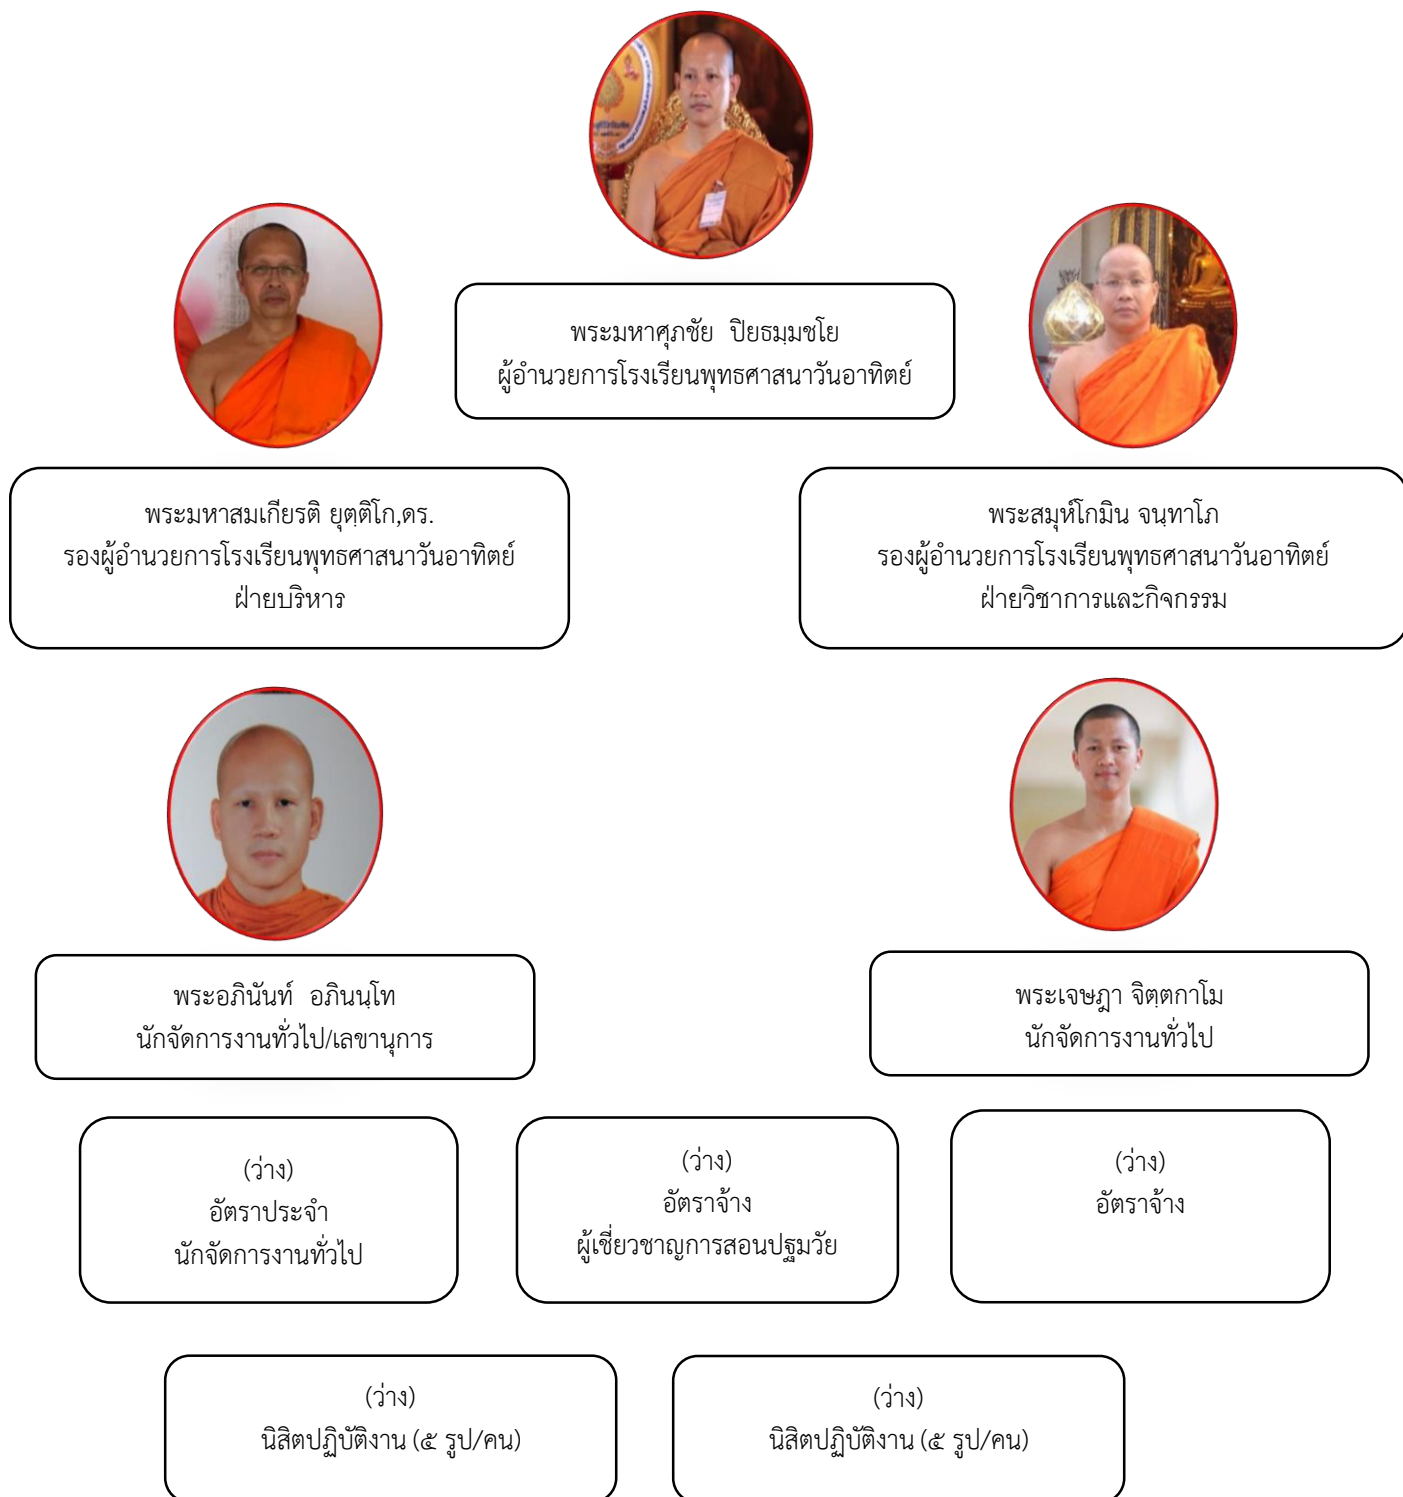 พระมหาศุภชัย ปิยธมฺมชโย
ผู้อำนวยการโรงเรียนพุทธศาสนาวันอาทิตย์
พระมหาสมเกียรติ ยุตฺติโก,ดร.
รองผู้อำนวยการโรงเรียนพุทธศาสนาวันอาทิตย์
ฝ่ายบริหาร
พระสมุห์โกมิน จนฺทาโภ
รองผู้อำนวยการโรงเรียนพุทธศาสนาวันอาทิตย์
ฝ่ายวิชาการและกิจกรรม
พระอภินันท์ อภินนฺโท
นักจัดการงานทั่วไป/เลขานุการ
พระเจษฎา จิตฺตกาโม
นักจัดการงานทั่วไป
(ว่าง)
อัตราประจำ
นักจัดการงานทั่วไป
(ว่าง)
อัตราจ้าง
ผู้เชี่ยวชาญการสอนปฐมวัย
(ว่าง)
อัตราจ้าง
(ว่าง)
นิสิตปฏิบัติงาน (๕ รูป/คน)
(ว่าง)
นิสิตปฏิบัติงาน (๕ รูป/คน)